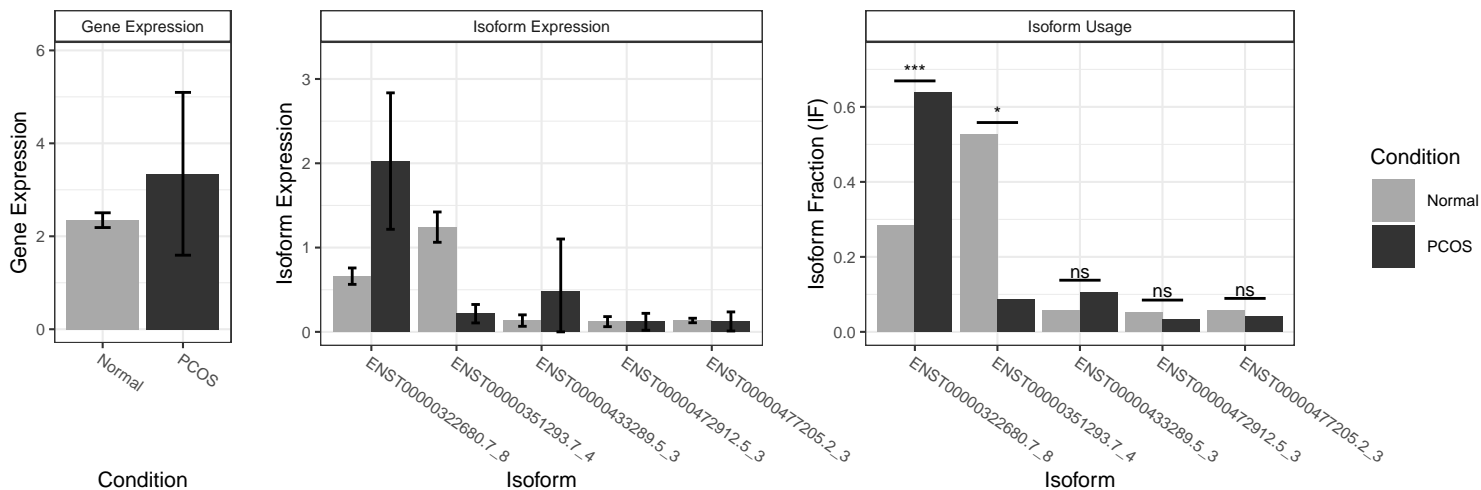 Gene Expression
Isoform Expression
Isoform Usage
Gene Expression
0
2
4
6
Normal
PCOS
Condition
Isoform Expression
0
1
2
3
ENST00000322680.7_8
ENST00000351293.7_4
ENST00000433289.5_3
ENST00000472912.5_3
ENST00000477205.2_3
Isoform
Isoform Fraction (IF)
0.0
0.2
0.4
0.6
***
*
ns
ns
ns
ENST00000322680.7_8
ENST00000351293.7_4
ENST00000433289.5_3
ENST00000472912.5_3
ENST00000477205.2_3
Isoform
Condition
Normal
PCOS